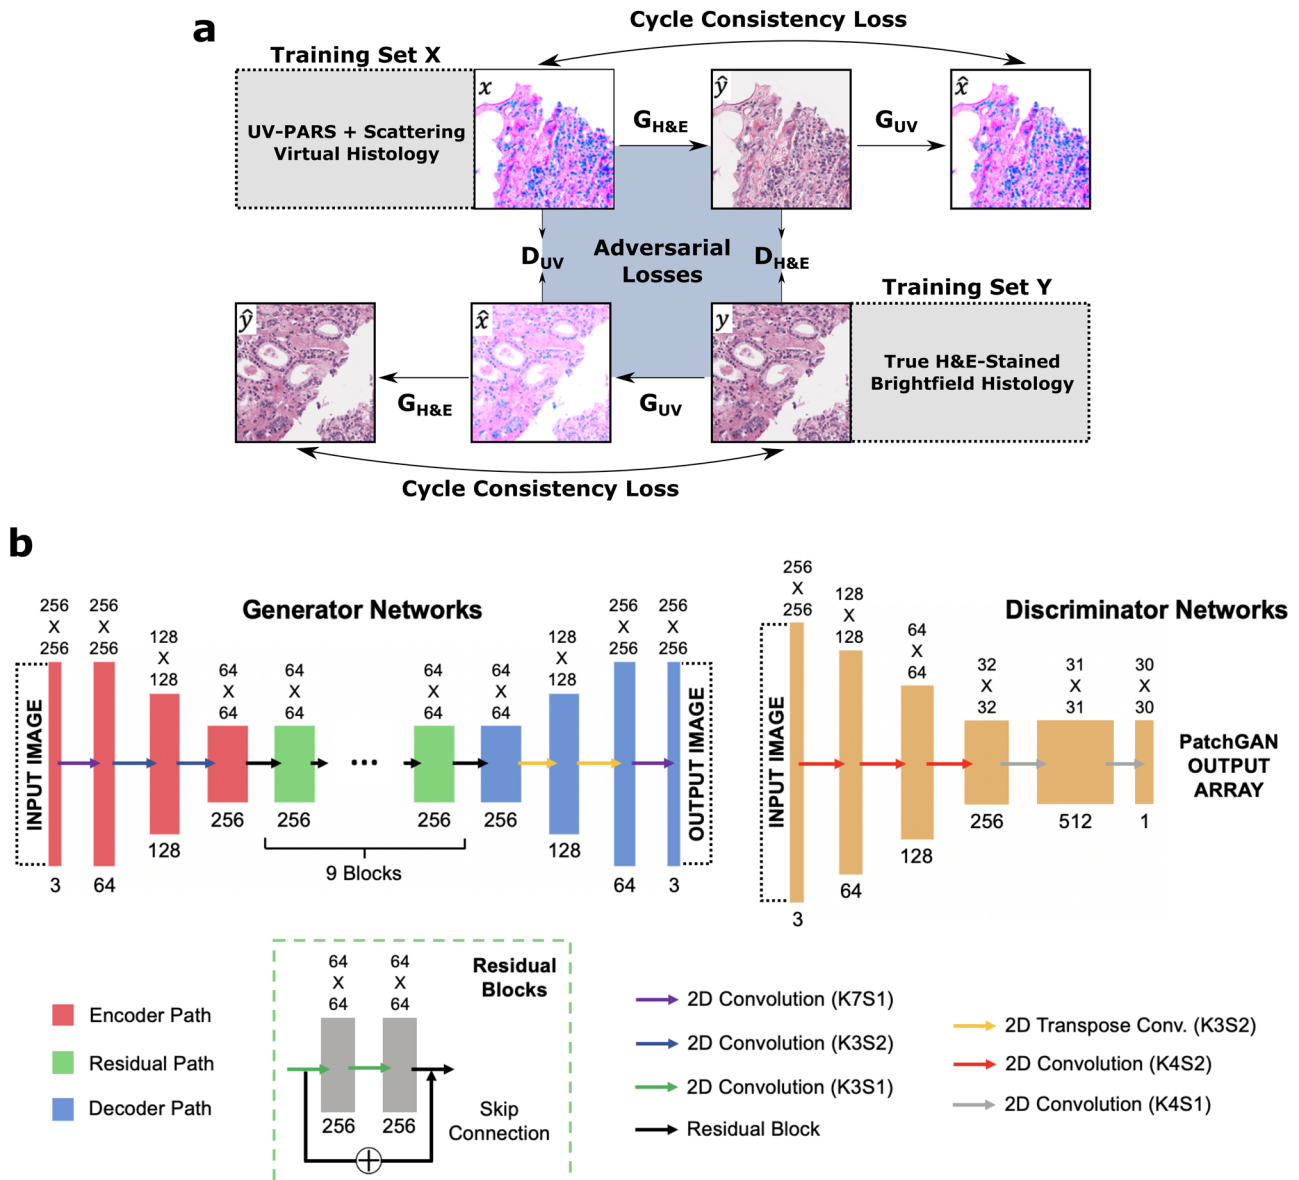 a
Cycle Consistency Loss
Training Set X
UV-PARS + Scattering
Virtual Histology
x
G_H&E
ŷ
G_UV
x̂
D_UV
Adversarial
Losses
D_H&E
Training Set Y
ŷ
G_H&E
x̂
G_UV
y
True H&E-Stained
Brightfield Histology
Cycle Consistency Loss
b
Generator Networks
INPUT IMAGE
256
X
256
3
256
X
256
64
128
X
128
128
64
X
64
256
64
X
64
256
...
64
X
64
256
9 Blocks
64
X
64
256
128
X
128
128
256
X
256
64
256
X
256
3
OUTPUT IMAGE
Discriminator Networks
INPUT IMAGE
256
X
256
3
128
X
128
64
64
X
64
128
32
X
32
256
31
X
31
512
30
X
30
1
PatchGAN
OUTPUT
ARRAY
Encoder Path
Residual Path
Decoder Path
Residual
Blocks
64
X
64
256
64
X
64
256
Skip
Connection
2D Convolution (K7S1)
2D Convolution (K3S2)
2D Convolution (K3S1)
Residual Block
2D Transpose Conv. (K3S2)
2D Convolution (K4S2)
2D Convolution (K4S1)